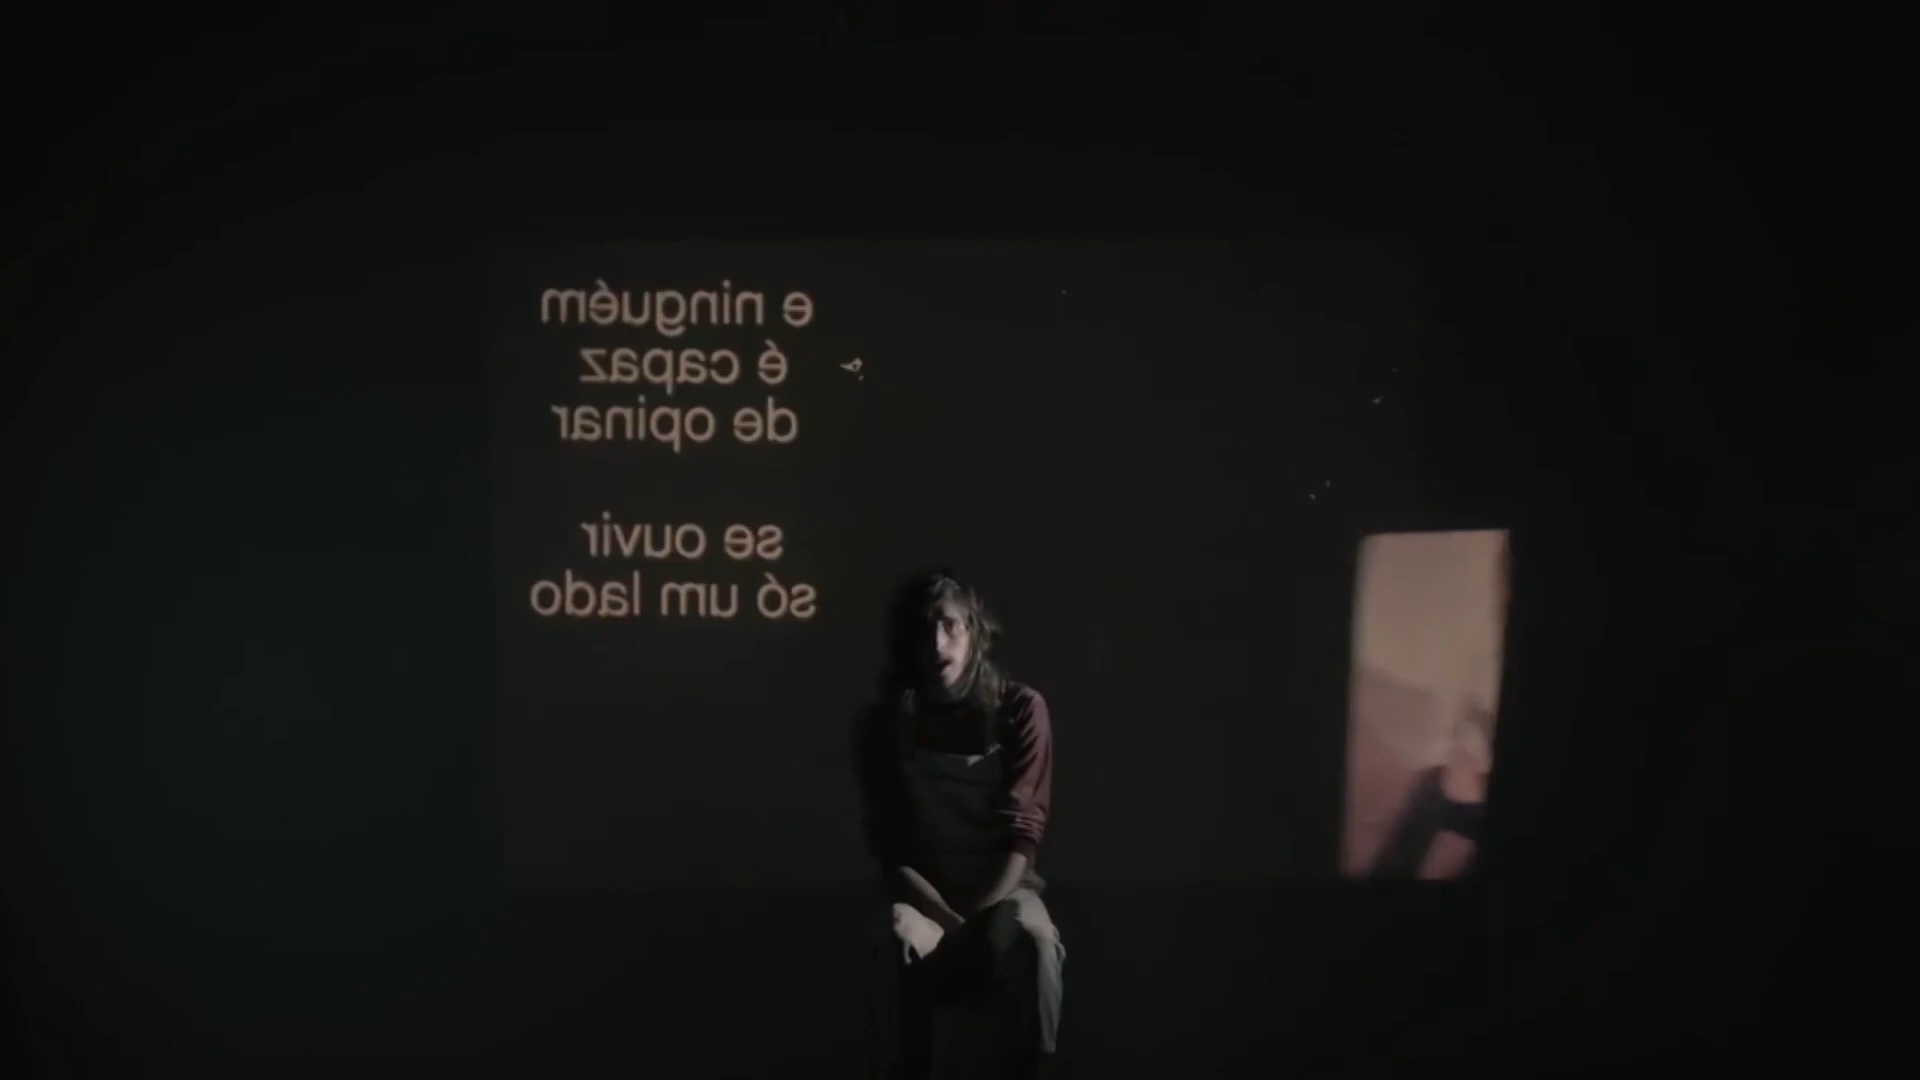 e ninguém
é capaz
de opinar
se ouvir
só um lado